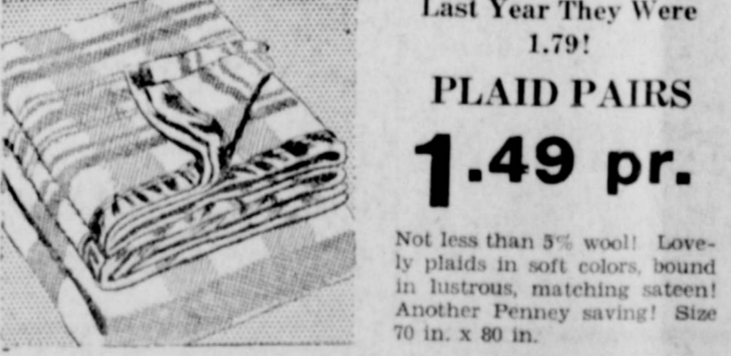 Last Year They Were
1.79!
PLAID PAIRS
1.49 pr.
Not less than 5% wool! Love-
ly plaids in soft colors, bound
in lustrous, matching sateen!
Another Penney saving! Size
70 in. x 80 in.